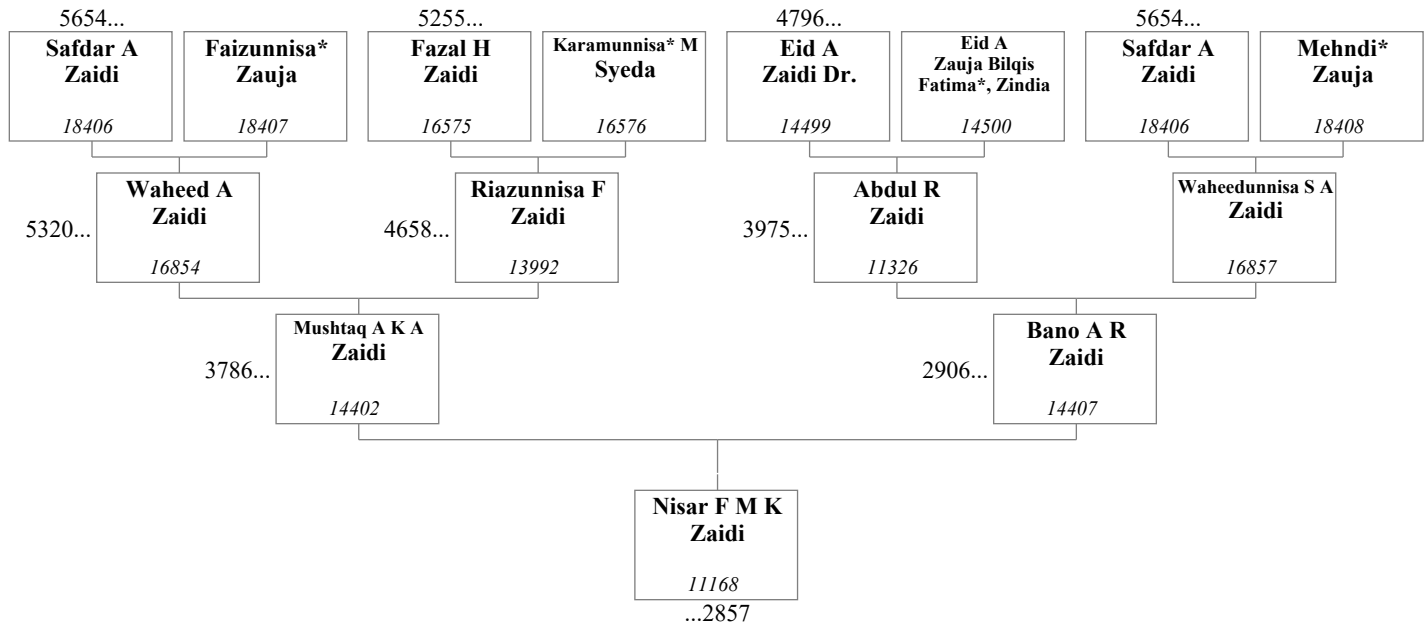 5654...
Safdar A
Zaidi
18406
Faizunnisa*
Zauja
18407
5255...
Fazal H
Zaidi
16575
Karamunnisa* M
Syeda
16576
4796...
Eid A
Zaidi Dr.
14499
Eid A
Zauja Bilqis
Fatima*, Zindia
14500
5654...
Safdar A
Zaidi
18406
Mehndi*
Zauja
18408
5320...
Waheed A
Zaidi
16854
4658...
Riazunnisa F
Zaidi
13992
3975...
Abdul R
Zaidi
11326
Waheedunnisa S A
Zaidi
16857
3786...
Mushtaq A K A
Zaidi
14402
2906...
Bano A R
Zaidi
14407
Nisar F M K
Zaidi
11168
...2857